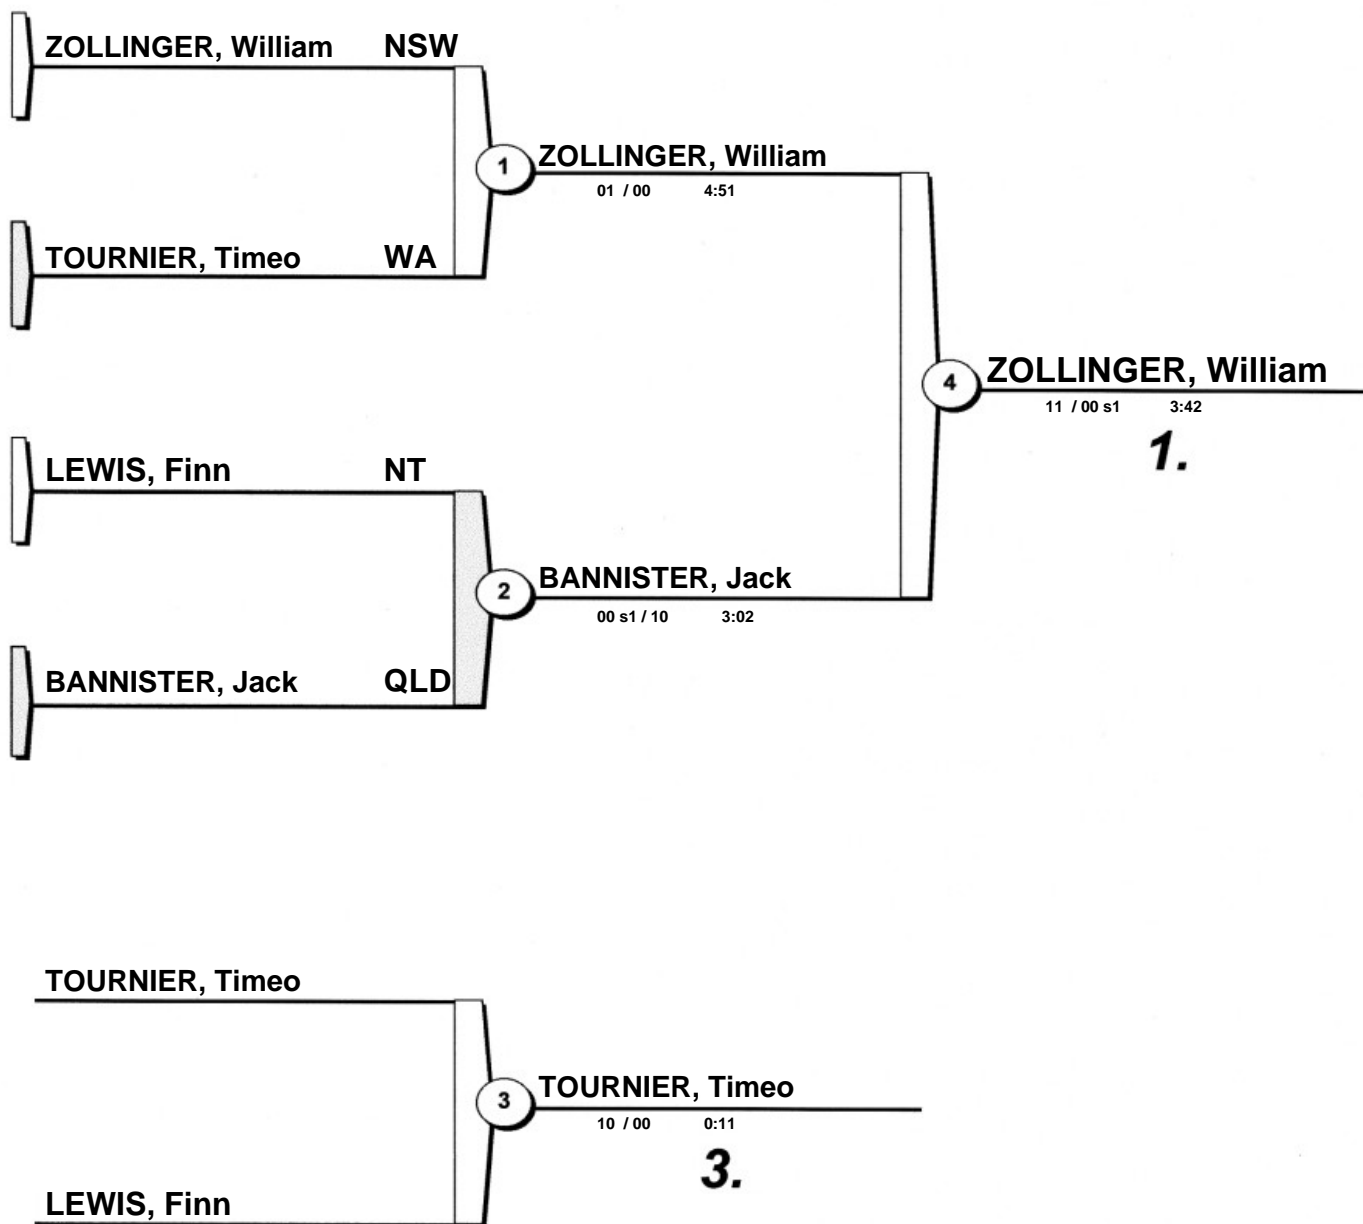 ZOLLINGER, William NSW
1 ZOLLINGER, William
01 / 00 4:51
TOURNIER, Timeo WA
4 ZOLLINGER, William
11 / 00 s1 3:42
1.
LEWIS, Finn NT
2 BANNISTER, Jack
00 s1 / 10 3:02
BANNISTER, Jack QLD
TOURNIER, Timeo
3 TOURNIER, Timeo
10 / 00 0:11
3.
LEWIS, Finn